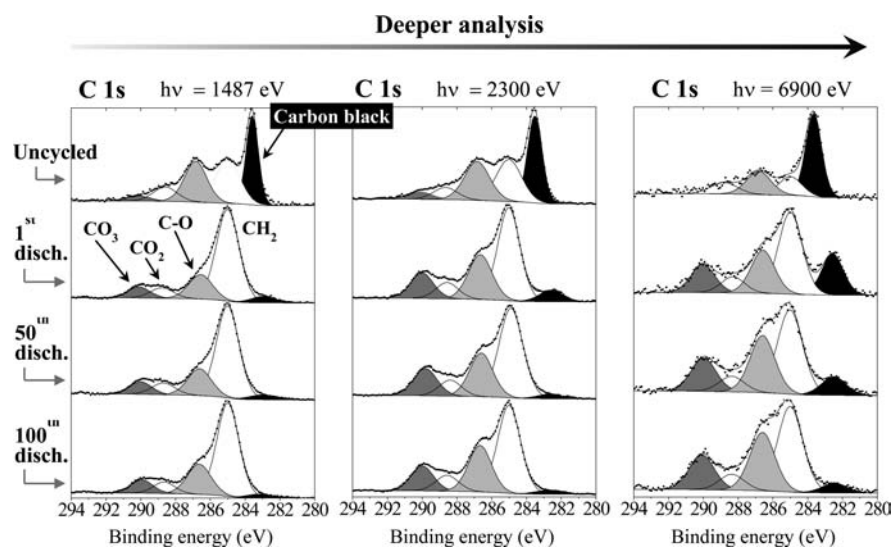 Deeper analysis
C 1s hν = 1487 eV
C 1s hν = 2300 eV
C 1s hν = 6900 eV
Carbon black
Uncycled
1st
disch.
CO3
CO2
C-O
CH2
50th
disch.
100th
disch.
294 292 290 288 286 284 282 280
294 292 290 288 286 284 282 280
294 292 290 288 286 284 282 280
Binding energy (eV)
Binding energy (eV)
Binding energy (eV)